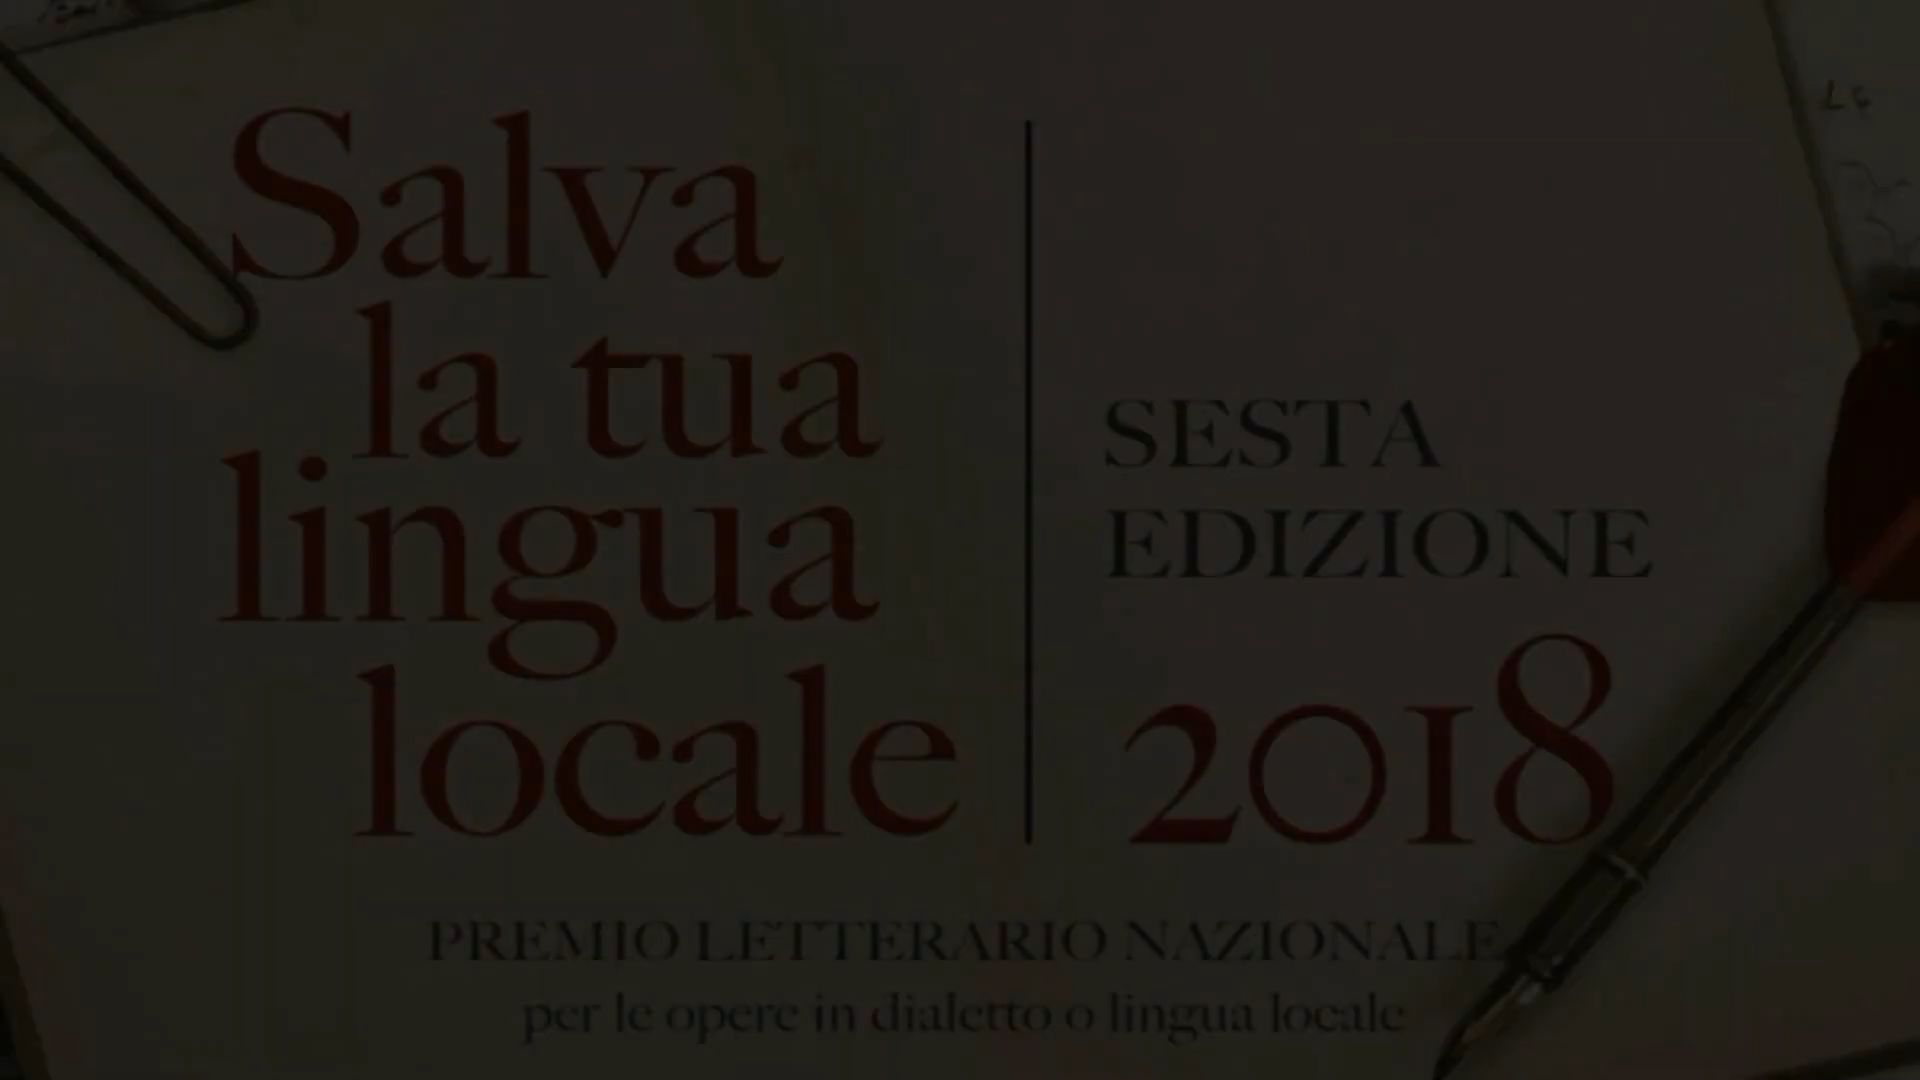 Salva
la tua
lingua
locale
SESTA
EDIZIONE
2018
PREMIO LETTERARIO NAZIONALE
per le opere in dialetto o lingua locale